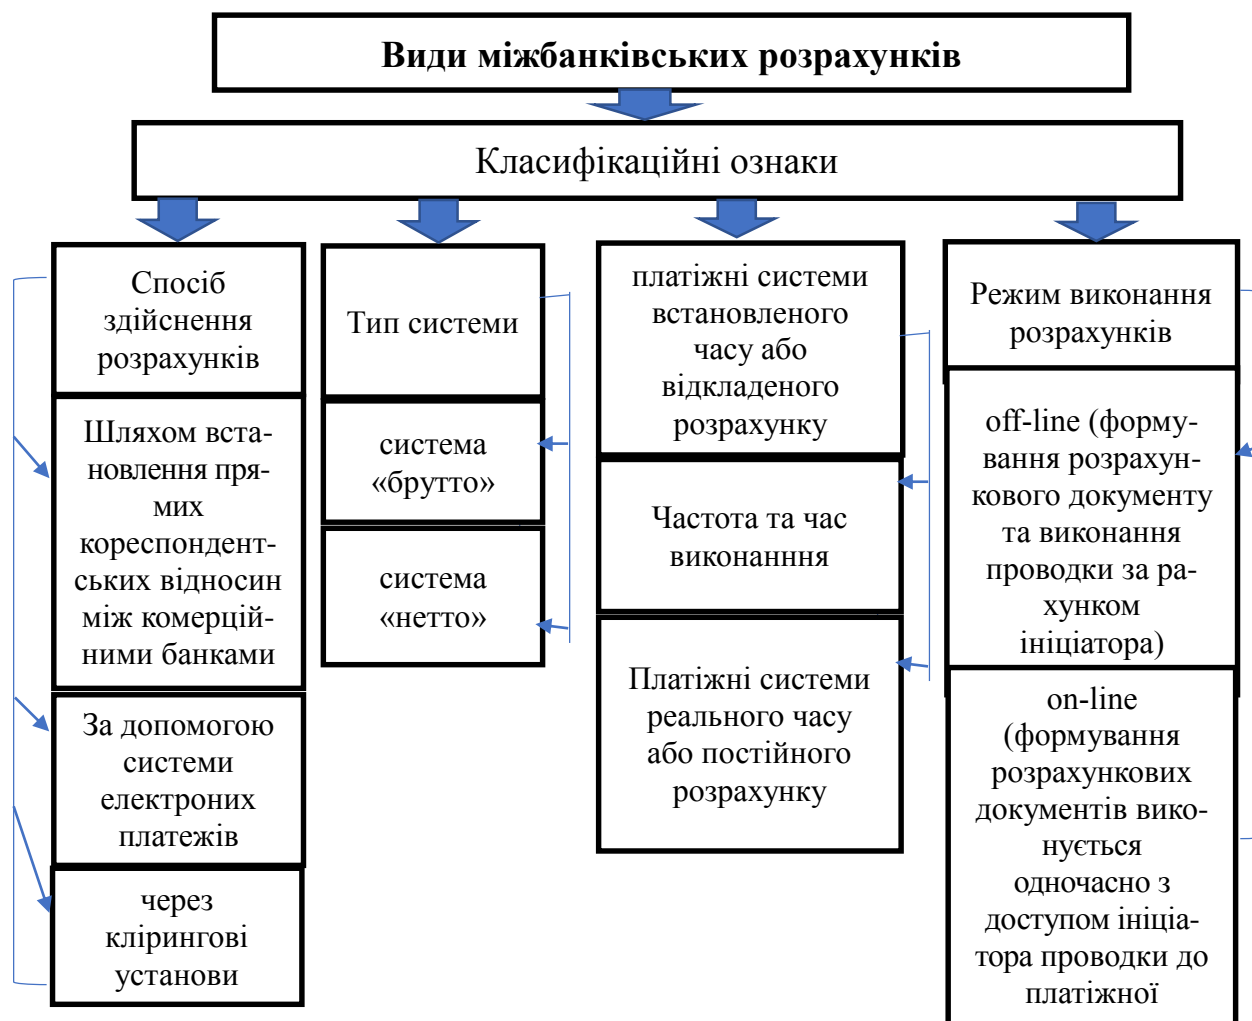 Види міжбанківських розрахунків
Класифікаційні ознаки
Спосіб
здійснення
розрахунків
Шляхом вста-
новлення пря-
мих
кореспондент-
ських відносин
між комерцій-
ними банками
За допомогою
системи
електроних
платежів
через
клірингові
установи
Тип системи
система
«брутто»
система
«нетто»
платіжні системи
встановленого
часу або
відкладеного
розрахунку
Частота та час
виконанння
Платіжні системи
реального часу
або постійного
розрахунку
Режим виконання
розрахунків
off-line (форму-
вання розрахун-
кового документу
та виконання
проводки за ра-
хунком
ініціатора)
on-line
(формування
розрахункових
документів вико-
нується
одночасно з
доступом ініціа-
тора проводки до
платіжної